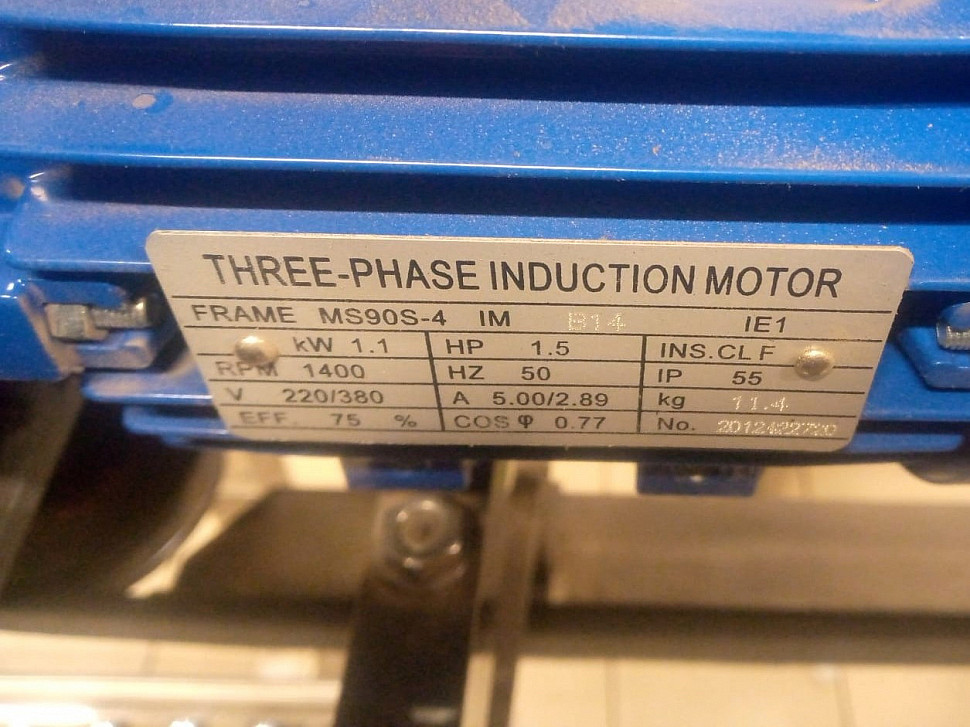 THREE-PHASE INDUCTION MOTOR
FRAME MS90S-4 IM B14 IE1
kW 1.1 HP 1.5 INS.CL F
RPM 1400 HZ 50 IP 55
V 220/380 A 5.00/2.89 kg 11.4
EFF. 75 % COS φ 0.77 No.